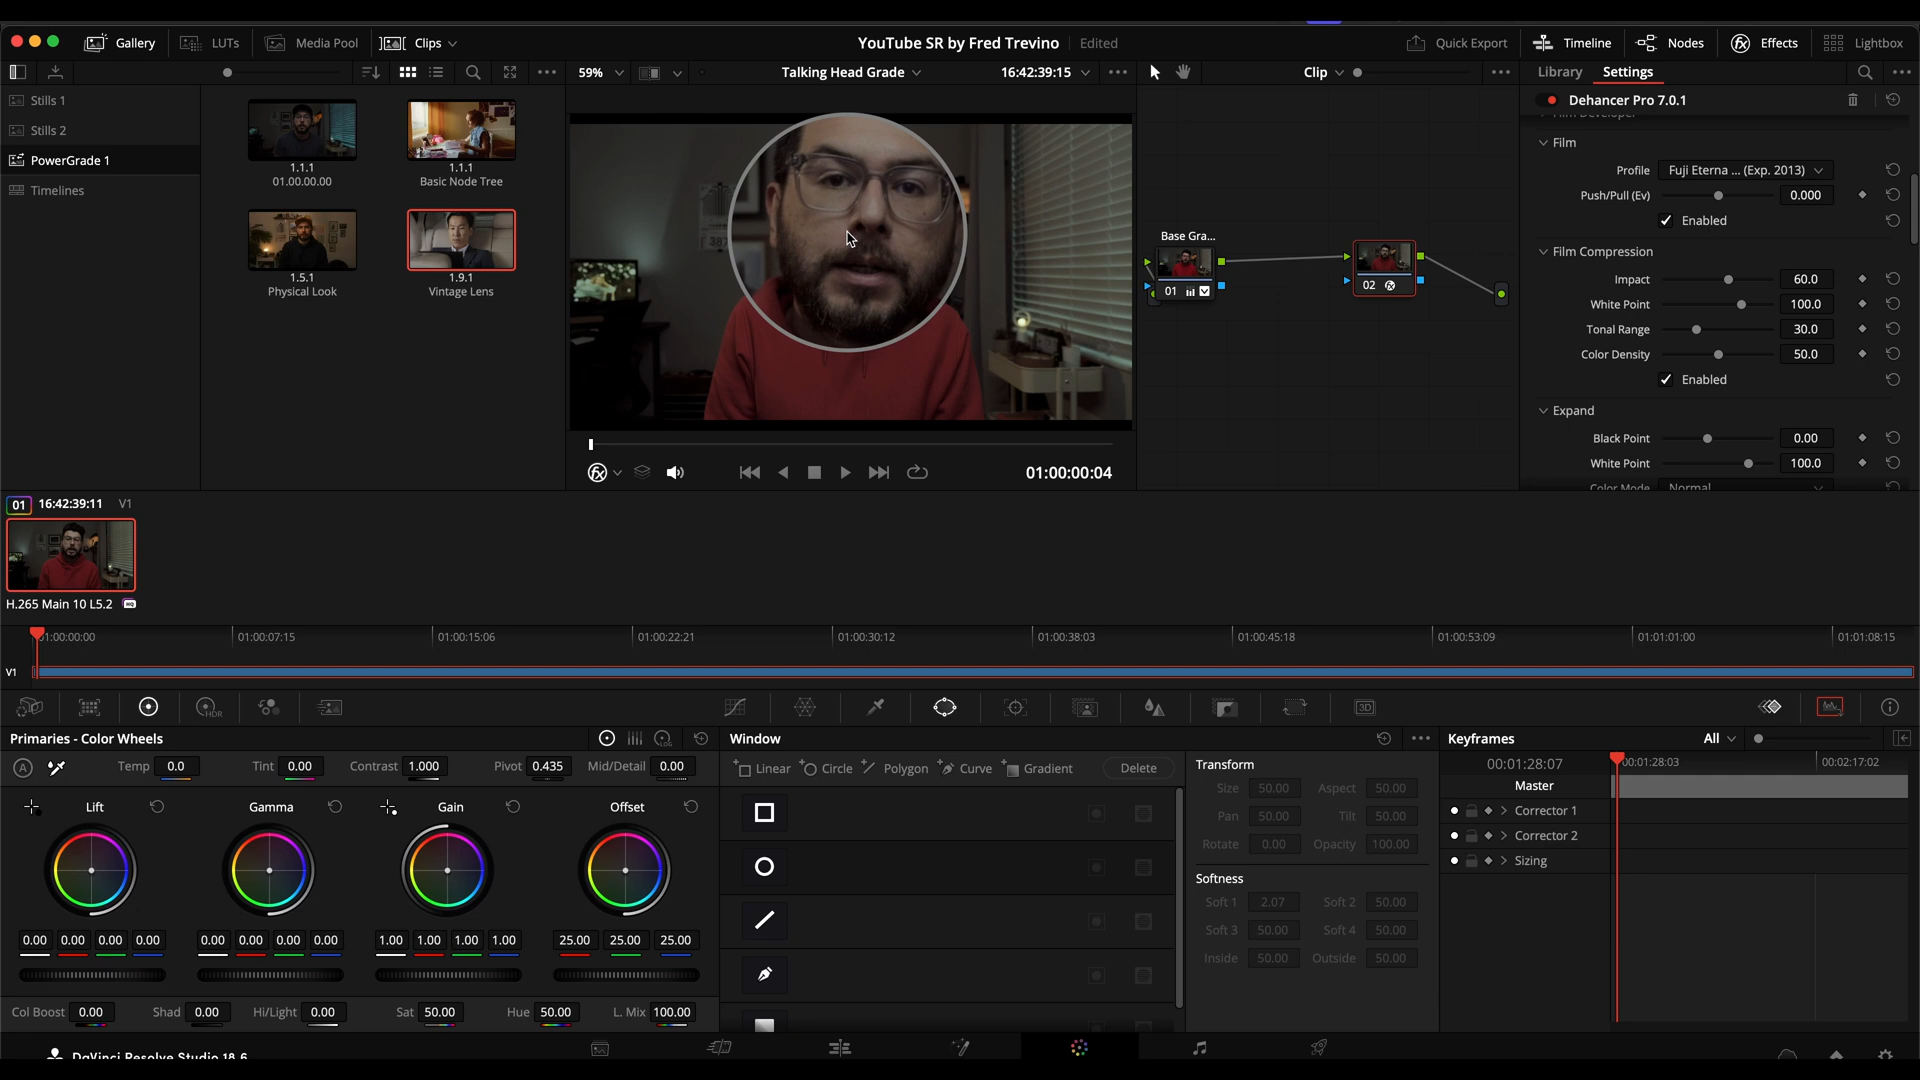 Gallery LUTs Media Pool Clips YouTube SR by Fred Trevino Edited Quick Export Timeline Nodes Effects Lightbox
59% Talking Head Grade 16:42:39:15 Clip Library Settings
Stills 1
Stills 2
PowerGrade 1
Timelines
1.1.1
01.00.00.00
1.1.1
Basic Node Tree
1.5.1
Physical Look
1.9.1
Vintage Lens
387
01:00:00:04
Base Gra...
01
02
Dehancer Pro 7.0.1
Film Developer
Film
Profile Fuji Eterna ... (Exp. 2013)
Push/Pull (Ev) 0.000
Enabled
Film Compression
Impact 60.0
White Point 100.0
Tonal Range 30.0
Color Density 50.0
Enabled
Expand
Black Point 0.00
White Point 100.0
Color Mode Normal
01 16:42:39:11 V1
H.265 Main 10 L5.2 HQ
01:00:00:00 01:00:07:15 01:00:15:06 01:00:22:21 01:00:30:12 01:00:38:03 01:00:45:18 01:00:53:09 01:01:01:00 01:01:08:15
V1
HDR
3D
Primaries - Color Wheels
LOG
A Temp 0.0 Tint 0.00 Contrast 1.000 Pivot 0.435 Mid/Detail 0.00
Lift Gamma Gain Offset
0.00 0.00 0.00 0.00 0.00 0.00 0.00 0.00 1.00 1.00 1.00 1.00 25.00 25.00 25.00
Col Boost 0.00 Shad 0.00 Hi/Light 0.00 Sat 50.00 Hue 50.00 L. Mix 100.00
Window
Linear Circle Polygon Curve Gradient Delete
Transform
Size 50.00 Aspect 50.00
Pan 50.00 Tilt 50.00
Rotate 0.00 Opacity 100.00
Softness
Soft 1 2.07 Soft 2 50.00
Soft 3 50.00 Soft 4 50.00
Inside 50.00 Outside 50.00
Keyframes All
00:01:28:07 00:01:28:03 00:02:17:02
Master
Corrector 1
Corrector 2
Sizing
DaVinci Resolve Studio 18.6